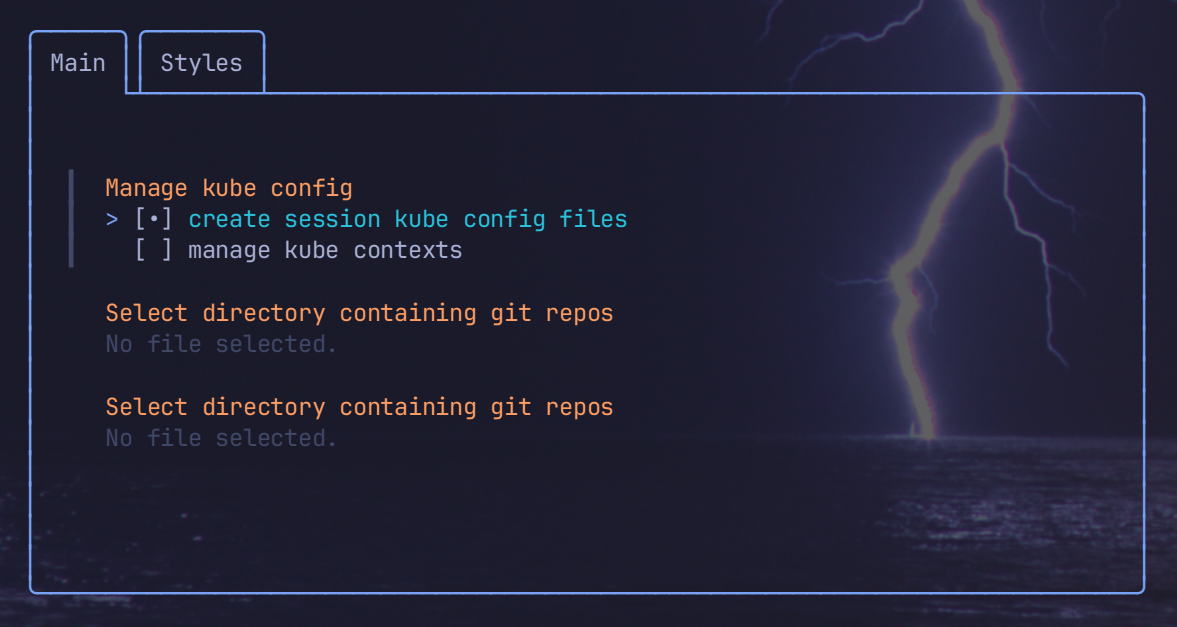 Main Styles
Manage kube config
> [•] create session kube config files
[ ] manage kube contexts
Select directory containing git repos
No file selected.
Select directory containing git repos
No file selected.